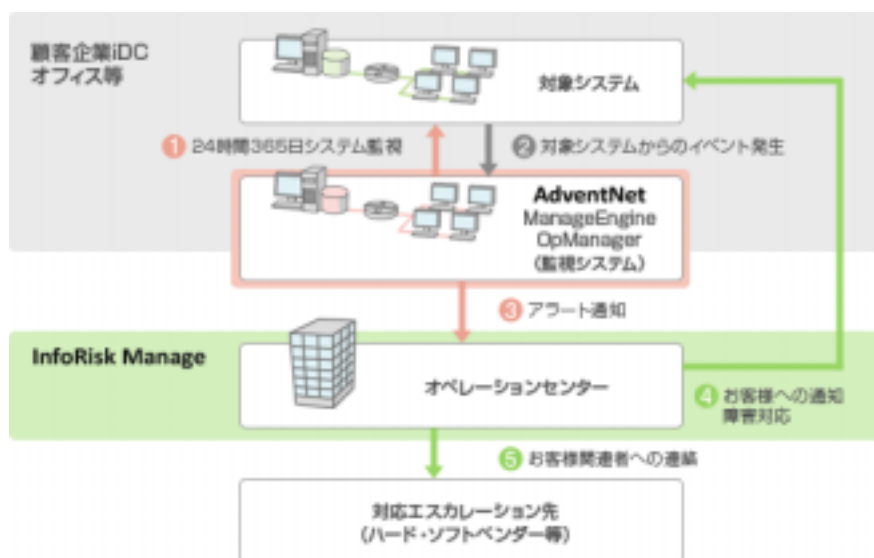 顧客企業iDC
オフィス等
対象システム
1 24時間365日システム監視
2 対象システムからのイベント発生
AdventNet
ManageEngine
OpManager
(監視システム)
3 アラート通知
InfoRisk Manage
オペレーションセンター
4 お客様への通知
障害対応
5 お客様関連者への連絡
対応エスカレーション先
(ハード・ソフトベンダー等)